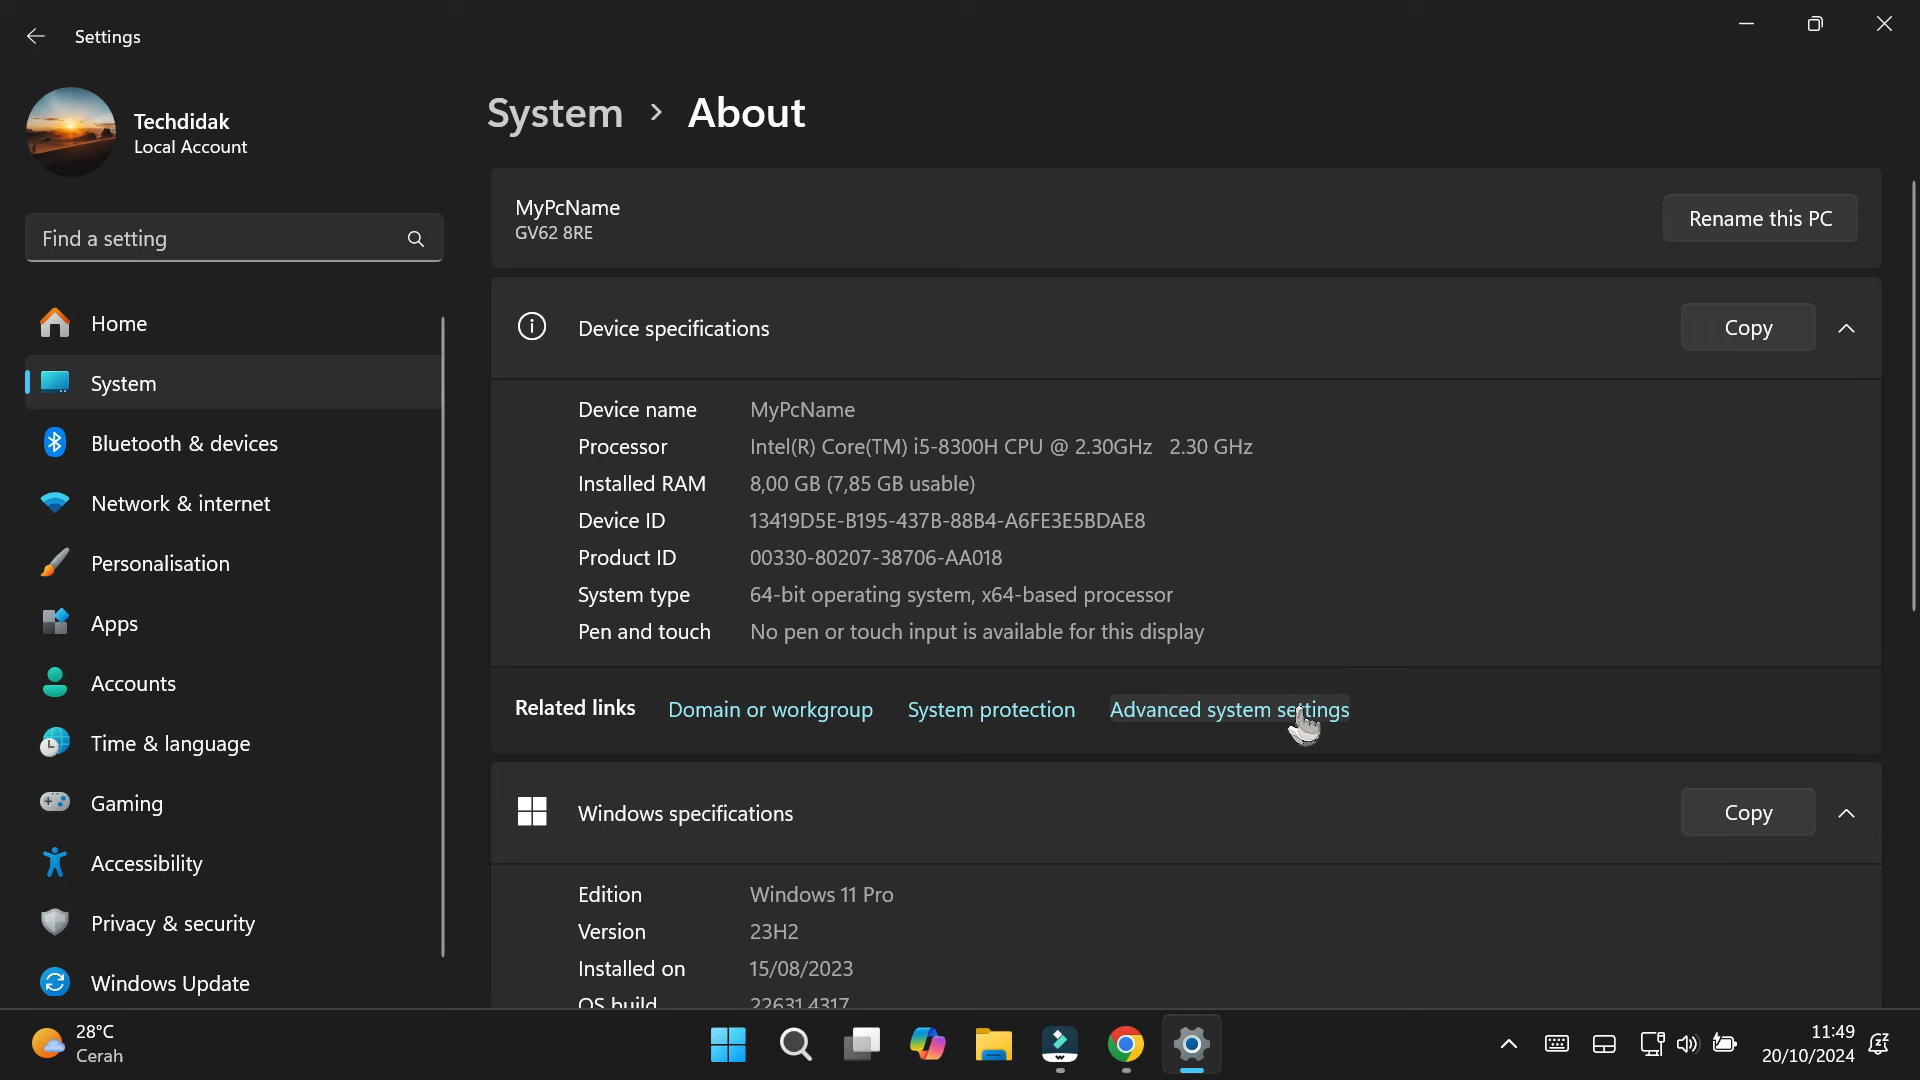 Settings
Techdidak
Local Account
Find a setting
Home
System
Bluetooth & devices
Network & internet
Personalisation
Apps
Accounts
Time & language
Gaming
Accessibility
Privacy & security
Windows Update
System > About
MyPcName
GV62 8RE
Rename this PC
Device specifications
Copy
Device name MyPcName
Processor Intel(R) Core(TM) i5-8300H CPU @ 2.30GHz 2.30 GHz
Installed RAM 8,00 GB (7,85 GB usable)
Device ID 13419D5E-B195-437B-88B4-A6FE3E5BDAE8
Product ID 00330-80207-38706-AA018
System type 64-bit operating system, x64-based processor
Pen and touch No pen or touch input is available for this display
Related links Domain or workgroup System protection Advanced system settings
Windows specifications
Copy
Edition Windows 11 Pro
Version 23H2
Installed on 15/08/2023
OS build 22631.4317
28°C
Cerah
11:49
20/10/2024